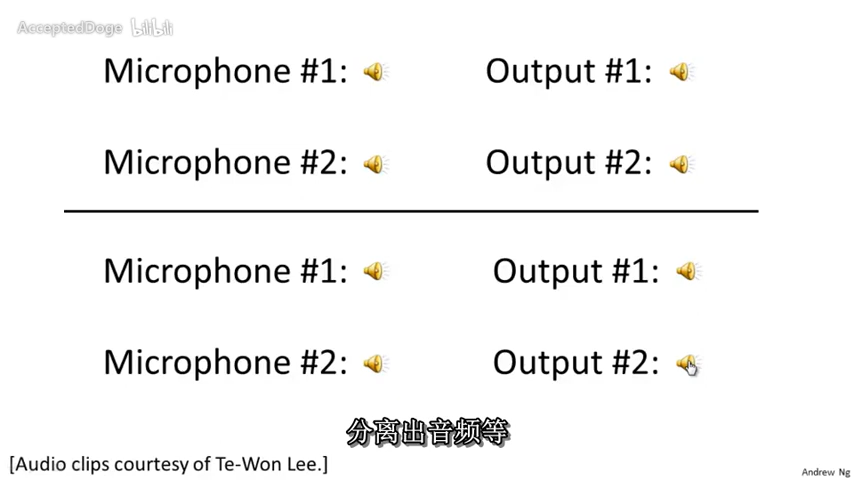 AcceptedDoge bilibili
Microphone #1: Output #1:
Microphone #2: Output #2:
Microphone #1: Output #1:
Microphone #2: Output #2:
分离出音频等
[Audio clips courtesy of Te-Won Lee.]
Andrew Ng